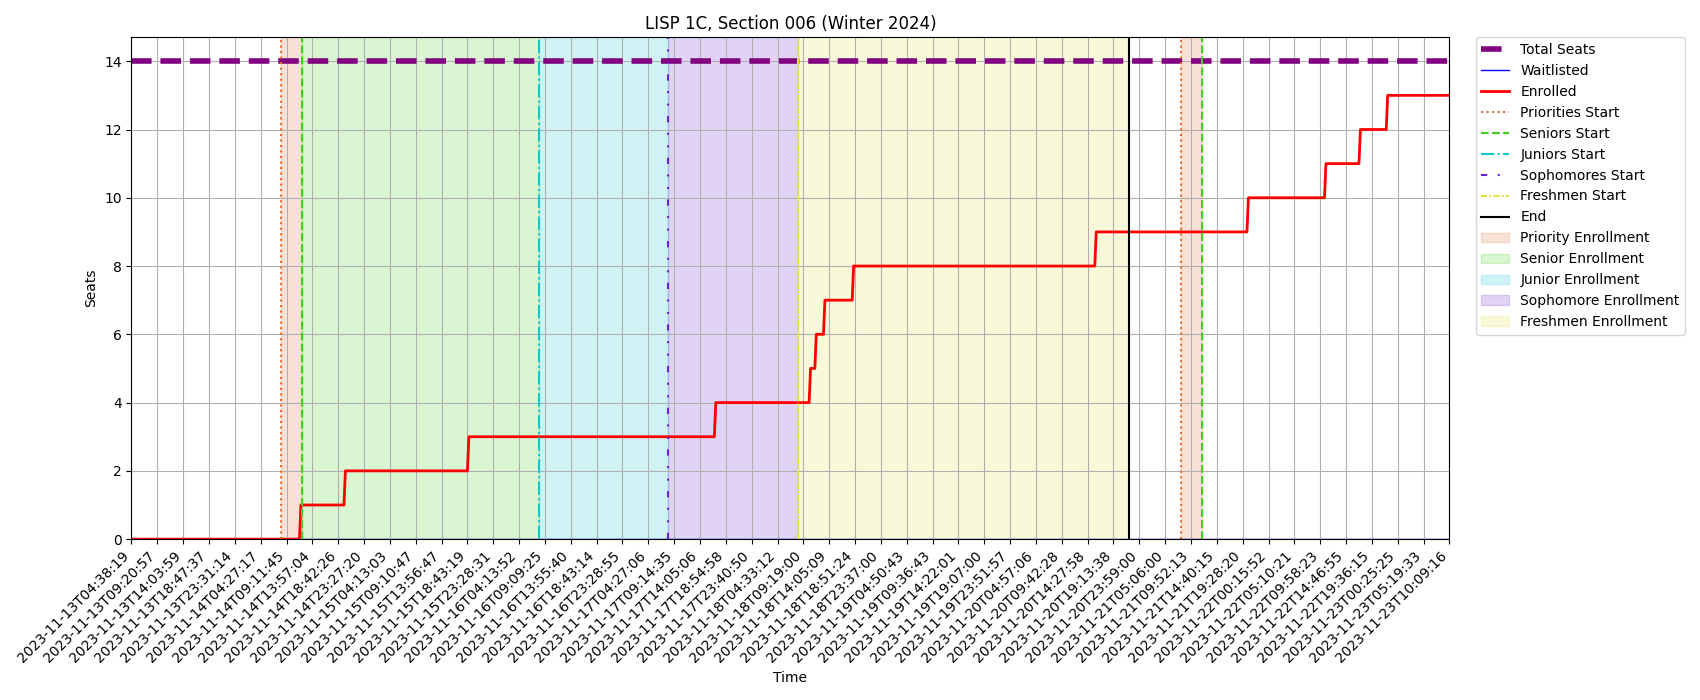 LISP 1C, Section 006 (Winter 2024)
Seats
14
12
10
8
6
4
2
0
2023-11-13T04:38:19
2023-11-13T09:20:57
2023-11-13T14:03:59
2023-11-13T18:47:37
2023-11-13T23:31:14
2023-11-14T04:27:17
2023-11-14T09:11:45
2023-11-14T13:57:04
2023-11-14T18:42:26
2023-11-14T23:27:20
2023-11-15T04:13:03
2023-11-15T09:10:47
2023-11-15T13:56:47
2023-11-15T18:43:19
2023-11-15T23:28:31
2023-11-16T04:13:52
2023-11-16T09:09:25
2023-11-16T13:55:40
2023-11-16T18:43:14
2023-11-16T23:28:55
2023-11-17T04:27:06
2023-11-17T09:14:35
2023-11-17T14:05:06
2023-11-17T18:54:58
2023-11-17T23:40:50
2023-11-18T04:33:12
2023-11-18T09:19:00
2023-11-18T14:05:09
2023-11-18T18:51:24
2023-11-18T23:37:00
2023-11-19T04:50:43
2023-11-19T09:36:43
2023-11-19T14:22:01
2023-11-19T19:07:00
2023-11-19T23:51:57
2023-11-20T04:57:06
2023-11-20T09:42:28
2023-11-20T14:27:58
2023-11-20T19:13:38
2023-11-20T23:59:00
2023-11-21T05:06:00
2023-11-21T09:52:13
2023-11-21T14:40:15
2023-11-21T19:28:20
2023-11-22T00:15:52
2023-11-22T05:10:21
2023-11-22T09:58:23
2023-11-22T14:46:55
2023-11-22T19:36:15
2023-11-23T00:25:25
2023-11-23T05:19:33
2023-11-23T10:09:16
Time
Total Seats
Waitlisted
Enrolled
Priorities Start
Seniors Start
Juniors Start
Sophomores Start
Freshmen Start
End
Priority Enrollment
Senior Enrollment
Junior Enrollment
Sophomore Enrollment
Freshmen Enrollment